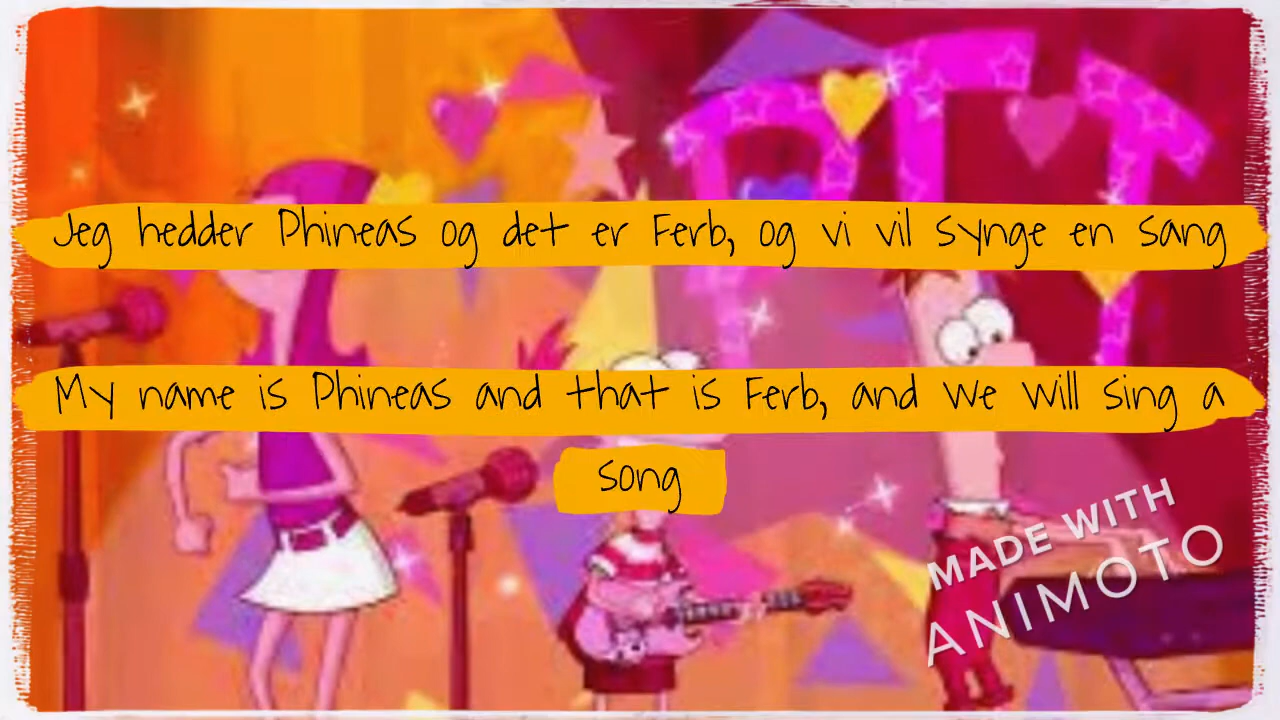 Jeg hedder Phineas og det er Ferb, og vi vil synge en sang
My name is Phineas and that is Ferb, and we will sing a
song
MADE WITH
ANIMOTO